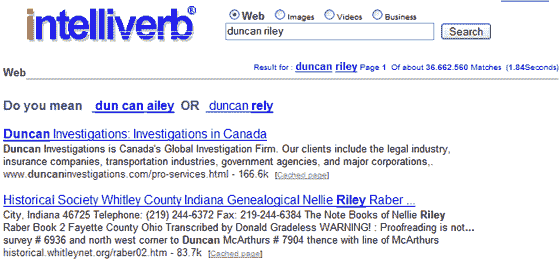 intelliverb®
Web Images Videos Business
duncan riley Search
Result for : duncan riley Page 1 Of about 36.662.560 Matches (1.84Seconds)
Web
Do you mean dun can ailey OR duncan rely
Duncan Investigations: Investigations in Canada
Duncan Investigations is Canada's Global Investigation Firm. Our clients include the legal industry,
insurance companies, transportation industries, government agencies, and major corporations,.
www.duncaninvestigations.com/pro-services.html - 166.6k [Cached page]
Historical Society Whitley County Indiana Genealogical Nellie Riley Raber ...
City, Indiana 46725 Telephone: (219) 244-6372 Fax: 219-244-6384 The Note Books of Nellie Riley
Raber Book 2 Fayette County Ohio Transcribed by Donald Gradeless WARNING! : Proofreading is not...
survey # 6936 and north west corner to Duncan McArthurs # 7904 thence with line of McArthurs
historical.whitleynet.org/raber02.htm - 83.7k [Cached page]